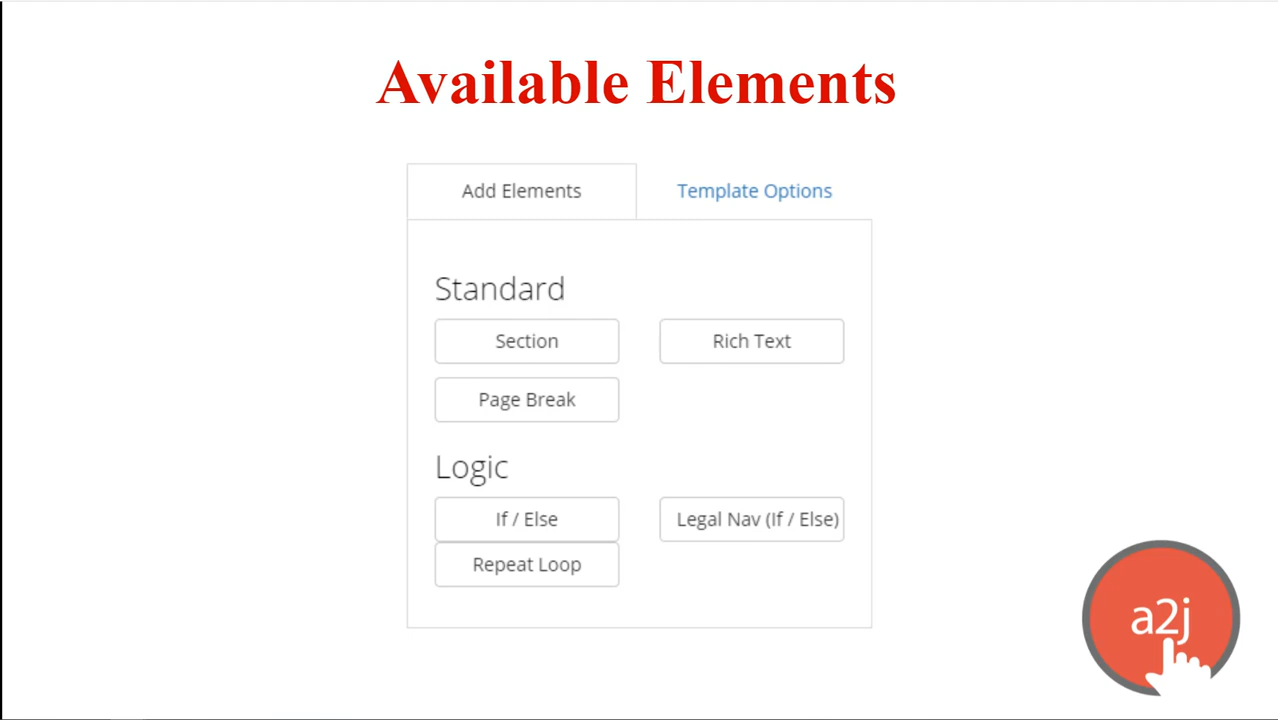 Available Elements
Add Elements Template Options
Standard
Section Rich Text
Page Break
Logic
If / Else Legal Nav (If / Else)
Repeat Loop
a2j